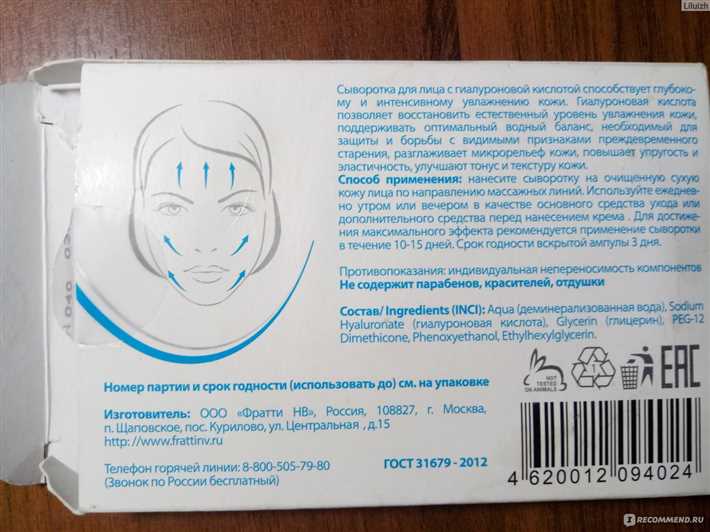 Liluizh
Сыворотка для лица с гиалуроновой кислотой способствует глубоко-
му и интенсивному увлажнению кожи. Гиалуроновая кислота
позволяет восстановить естественный уровень увлажнения кожи,
поддерживать оптимальный водный баланс, необходимый для
защиты и борьбы с видимыми признаками преждевременного
старения, разглаживает микрорельеф кожи, повышает упругость и
эластичность, улучшают тонус и текстуру кожи.
Способ применения: нанесите сыворотку на очищенную сухую
кожу лица по направлению массажных линий. Используйте ежеднев-
но утром или вечером в качестве основного средства ухода или
дополнительного средства перед нанесением крема . Для достиже-
ния максимального эффекта рекомендуется применение сыворотки
в течение 10-15 дней. Срок годности вскрытой ампулы 3 дня.
Противопоказания: индивидуальная непереносимость компонентов
Не содержит парабенов, красителей, отдушки
Состав/ Ingredients (INCI): Aqua (деминерализованная вода), Sodium
Hyaluronate (гиалуроновая кислота), Glycerin (глицерин), PEG-12
Dimethicone, Phenoxyethanol, Ethylhexylglycerin.
NOT
TESTED
ON ANIMALS
1
EAC
Номер партии и срок годности (использовать до) см. на упаковке
Изготовитель: ООО «Фратти НВ», Россия, 108827, г. Москва,
п. Щаповское, пос. Курилово, ул. Центральная , д.15
http://www.frattinv.ru
Телефон горячей линии: 8-800-505-79-80
(Звонок по России бесплатный)
ГОСТ 31679 - 2012
4 620012 094024
RECOMMEND.RU